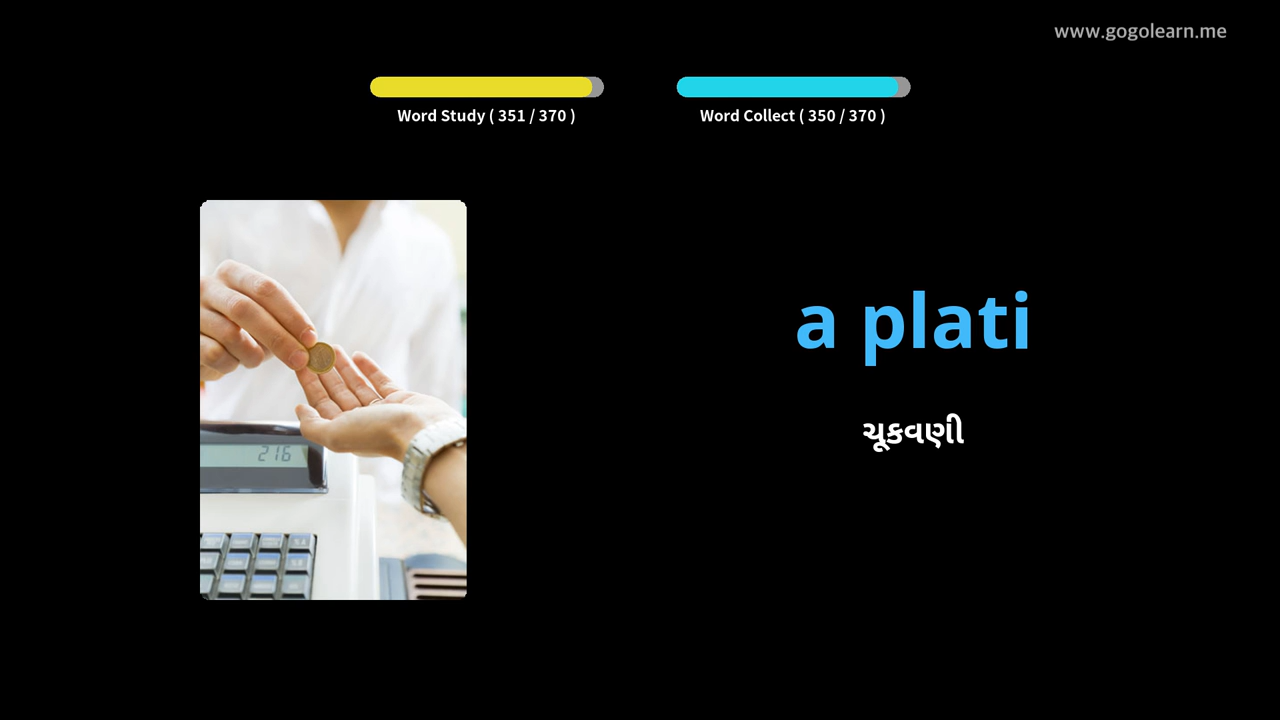 www.gogolearn.me
Word Study ( 351 / 370 )
Word Collect ( 350 / 370 )
216
a plati
ચૂકવણી